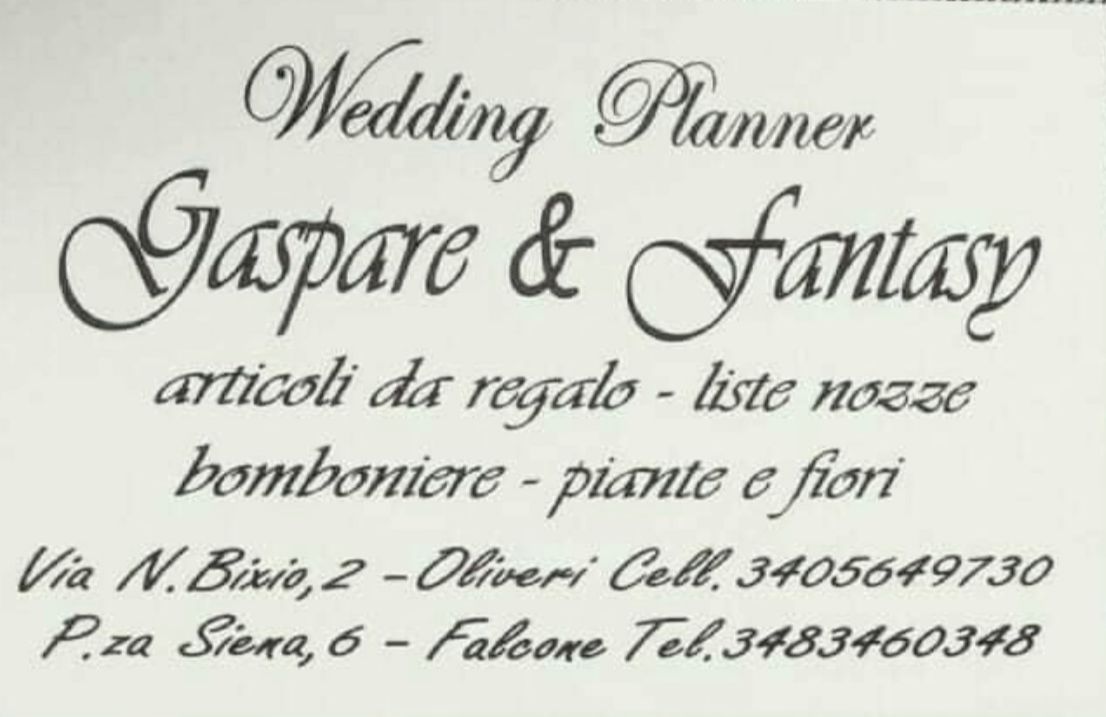 Wedding Planner
Gaspare & Fantasy
articoli da regalo - liste nozze
bomboniere - piante e fiori
Via N.Bixio,2 - Oliveri Cell.3405649730
P.za Siena,6 - Falcone Tel.3483460348